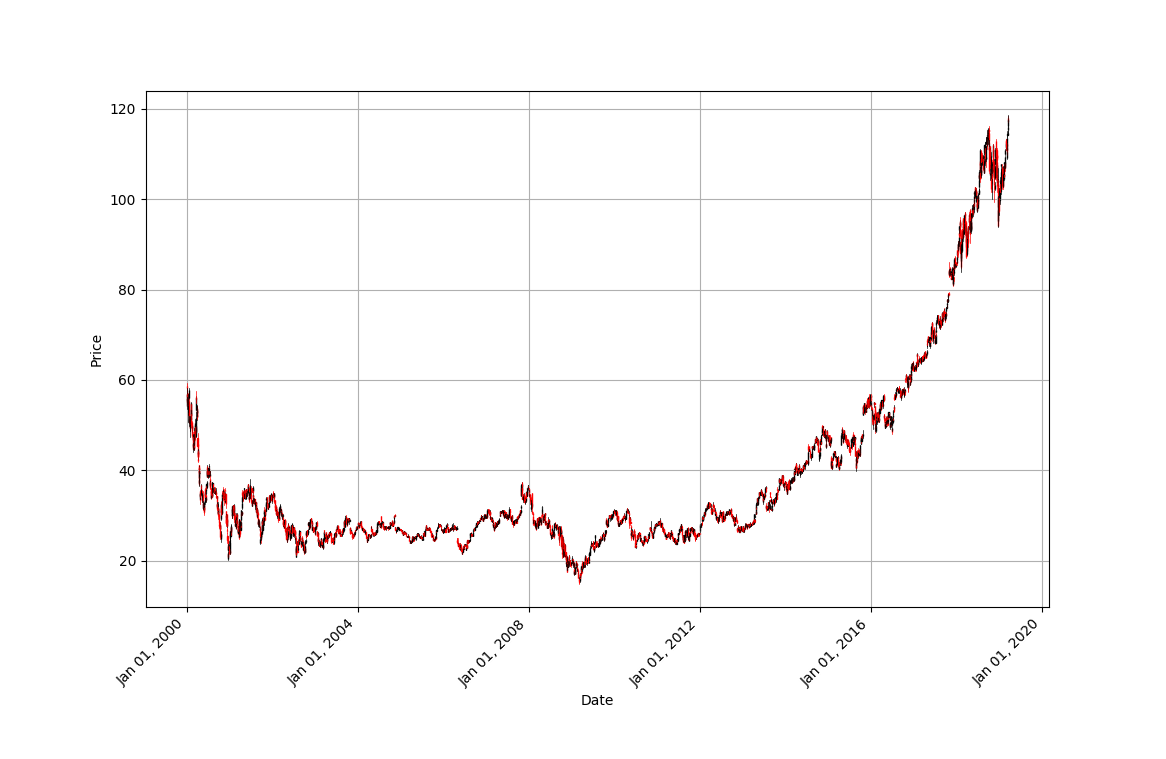 120
100
80
60
40
20
Price
Jan 01, 2000
Jan 01, 2004
Jan 01, 2008
Jan 01, 2012
Jan 01, 2016
Jan 01, 2020
Date